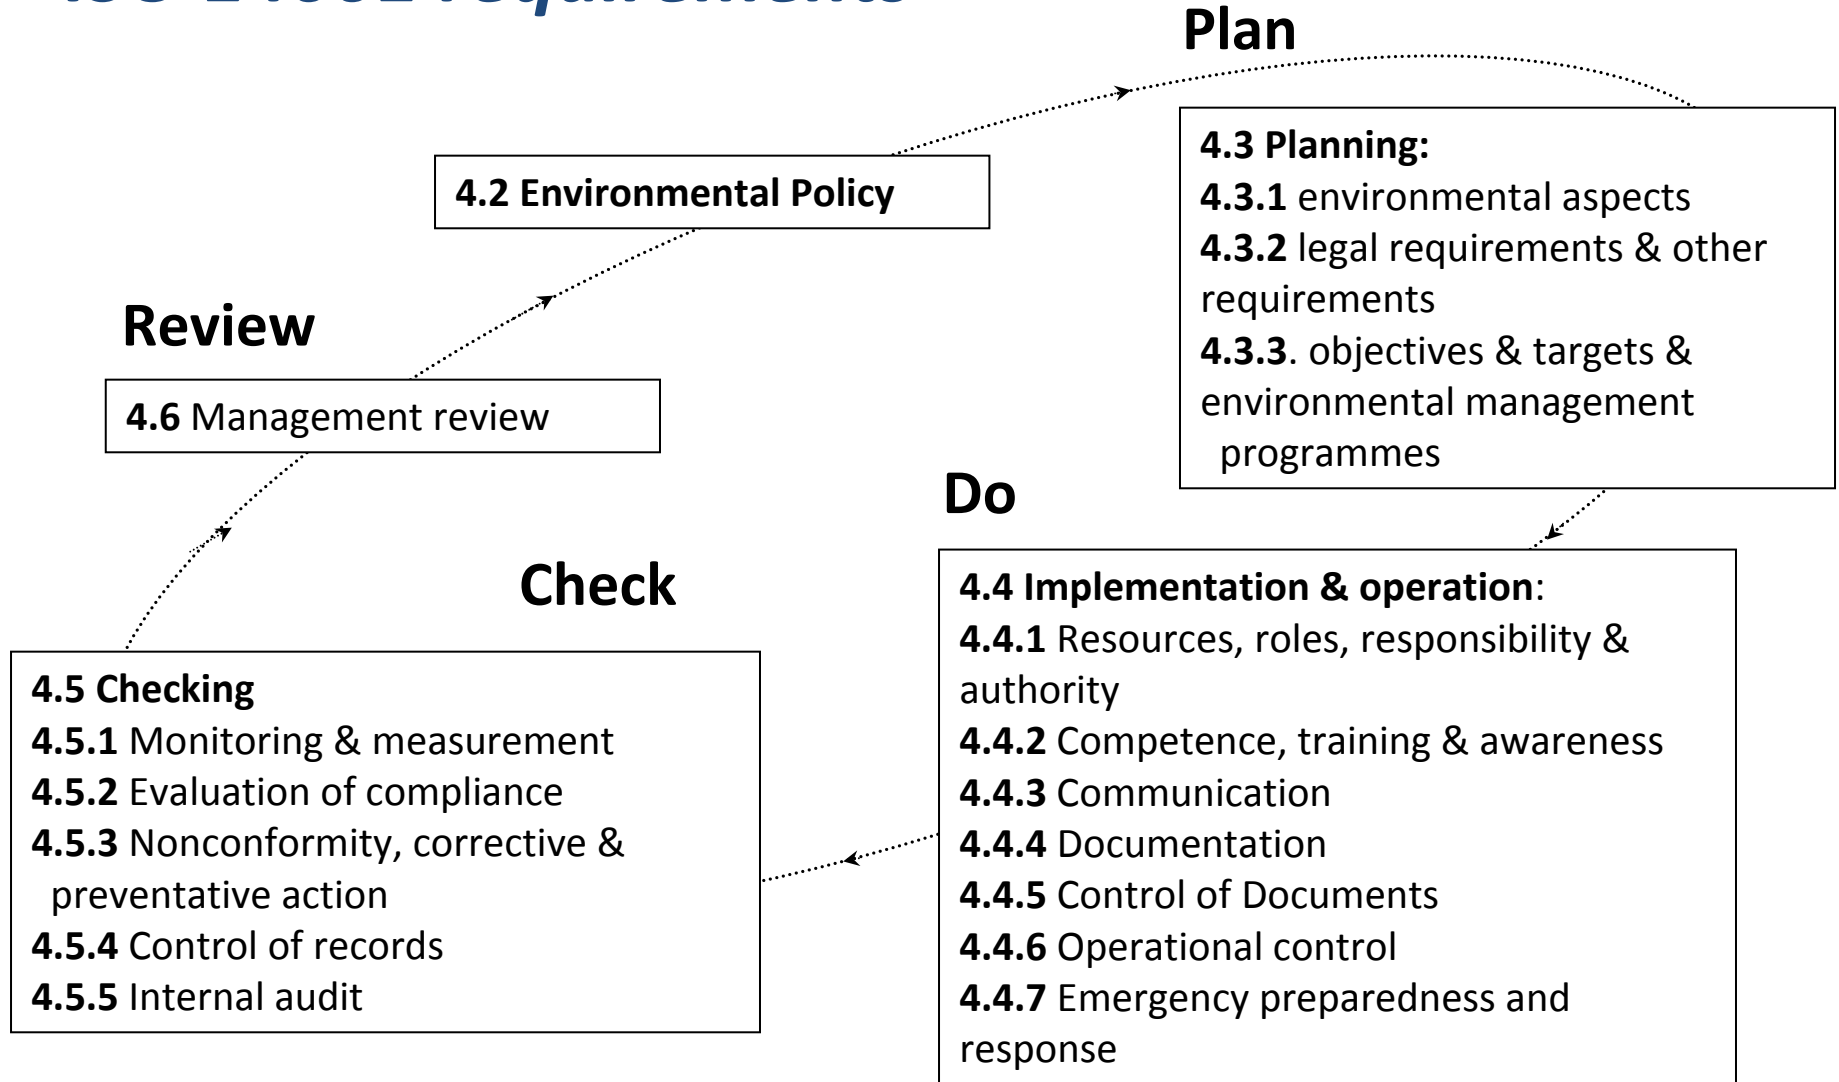 requirements
Plan
4.2 Environmental Policy
4.3 Planning:
4.3.1 environmental aspects
4.3.2 legal requirements & other
requirements
4.3.3. objectives & targets &
environmental management
programmes
Review
4.6 Management review
Do
4.4 Implementation & operation:
4.4.1 Resources, roles, responsibility &
authority
4.4.2 Competence, training & awareness
4.4.3 Communication
4.4.4 Documentation
4.4.5 Control of Documents
4.4.6 Operational control
4.4.7 Emergency preparedness and
response
Check
4.5 Checking
4.5.1 Monitoring & measurement
4.5.2 Evaluation of compliance
4.5.3 Nonconformity, corrective &
preventative action
4.5.4 Control of records
4.5.5 Internal audit